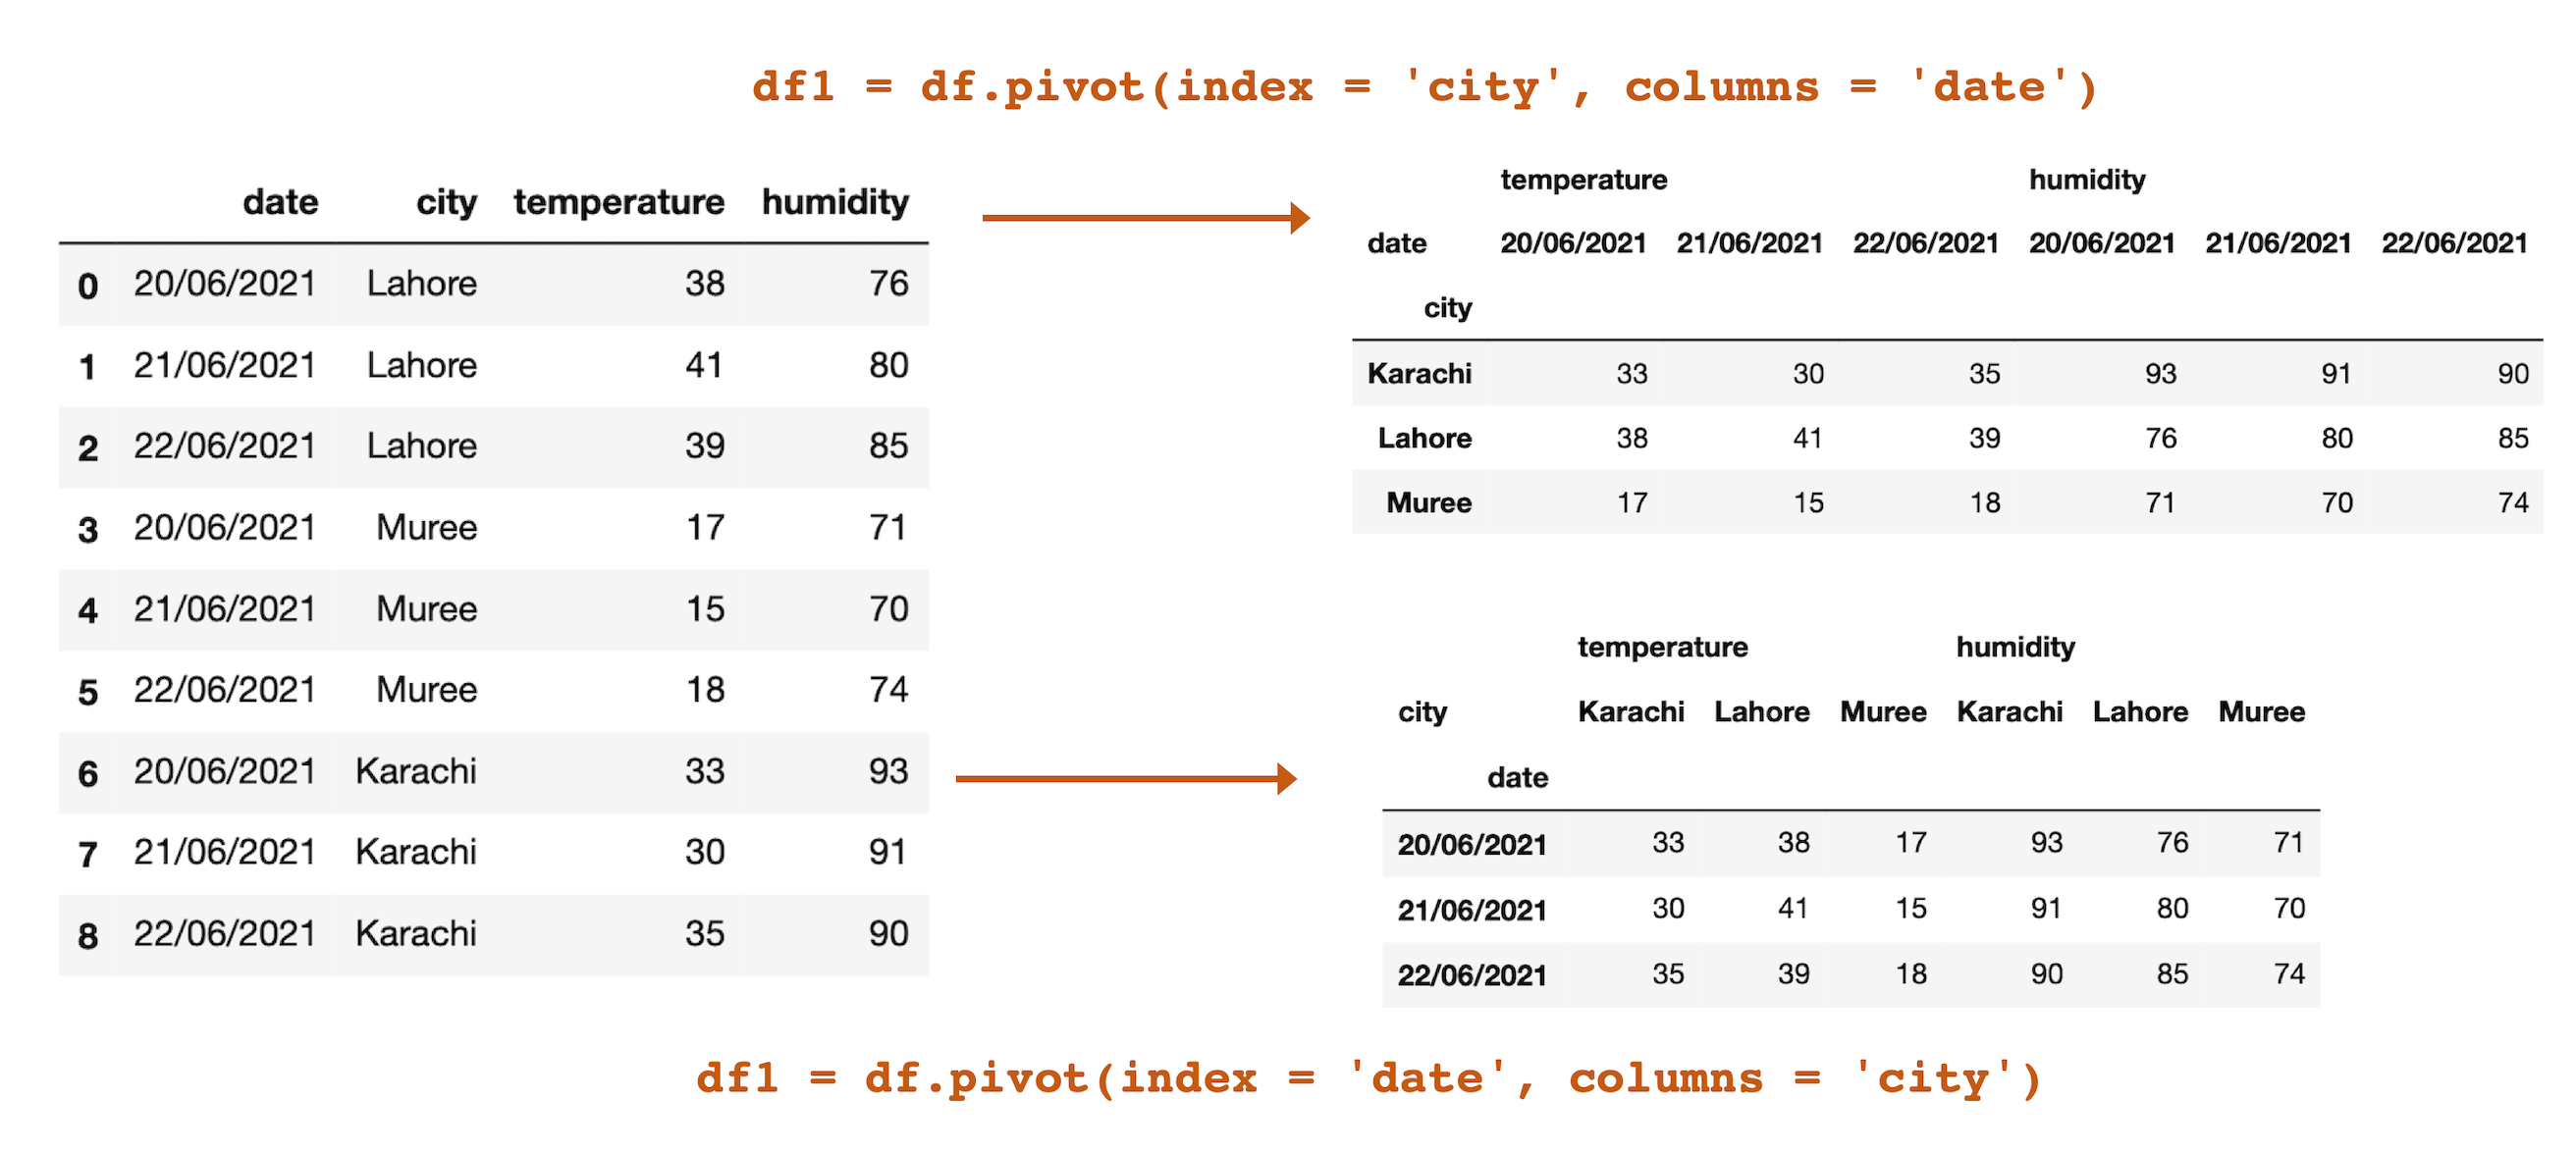 df1 = df.pivot(index = 'city', columns = 'date')
date city temperature humidity
0 20/06/2021 Lahore 38 76
1 21/06/2021 Lahore 41 80
2 22/06/2021 Lahore 39 85
3 20/06/2021 Muree 17 71
4 21/06/2021 Muree 15 70
5 22/06/2021 Muree 18 74
6 20/06/2021 Karachi 33 93
7 21/06/2021 Karachi 30 91
8 22/06/2021 Karachi 35 90
temperature humidity
date 20/06/2021 21/06/2021 22/06/2021 20/06/2021 21/06/2021 22/06/2021
city
Karachi 33 30 35 93 91 90
Lahore 38 41 39 76 80 85
Muree 17 15 18 71 70 74
temperature humidity
city Karachi Lahore Muree Karachi Lahore Muree
date
20/06/2021 33 38 17 93 76 71
21/06/2021 30 41 15 91 80 70
22/06/2021 35 39 18 90 85 74
df1 = df.pivot(index = 'date', columns = 'city')